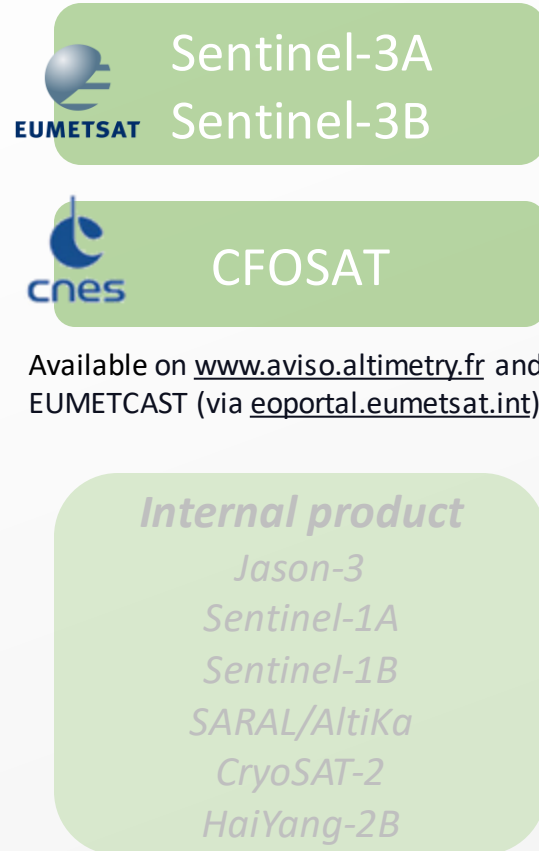 Sentinel-3A
EUMETSAT Sentinel-3B
cnes CFOSAT
Available on www.aviso.altimetry.fr and
EUMETCAST (via eoportal.eumetsat.int)
Internal product
Jason-3
Sentinel-1A
Sentinel-1B
SARAL/AltiKa
CryoSAT-2
HaiYang-2B